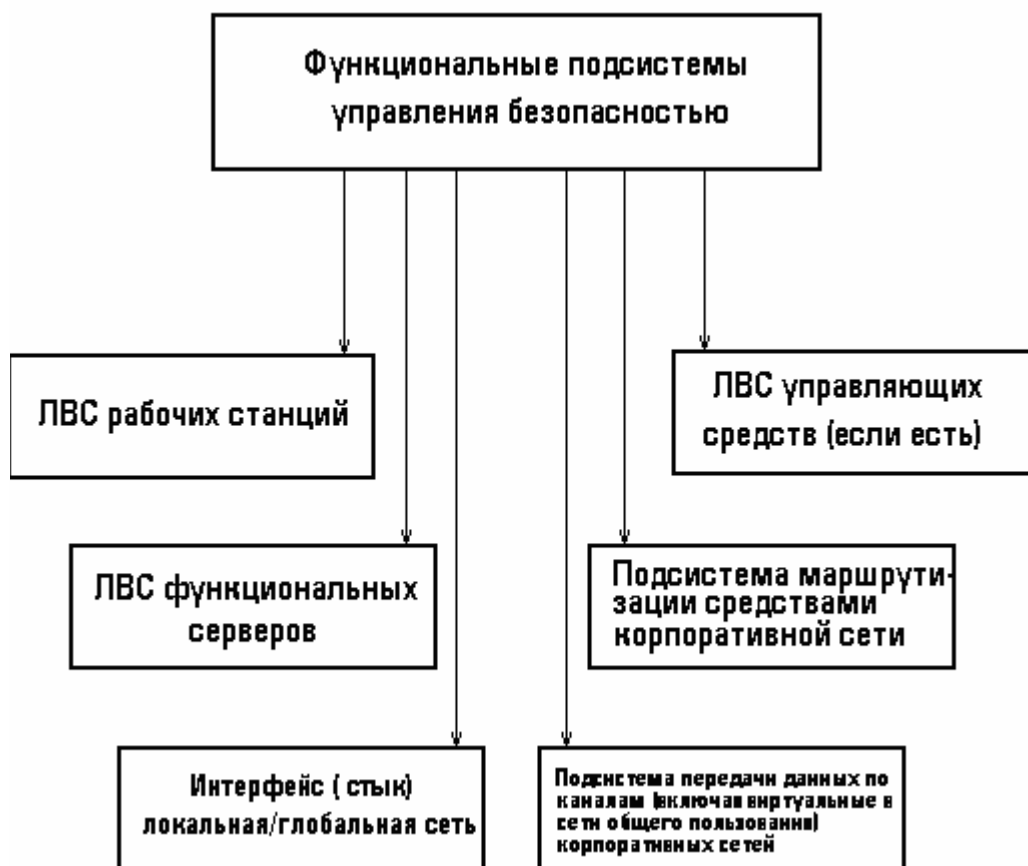 Функциональные подсистемы
управления безопасностью
ЛВС рабочих станций
ЛВС управляющих
средств (если есть)
ЛВС функциональных
серверов
Подсистема маршрути-
зации средствами
корпоративной сети
Интерфейс ( стык)
локальная/глобальная сеть
Подсистема передачи данных по
каналам (включая виртуальные в
сети общего пользования)
корпоративных сетей